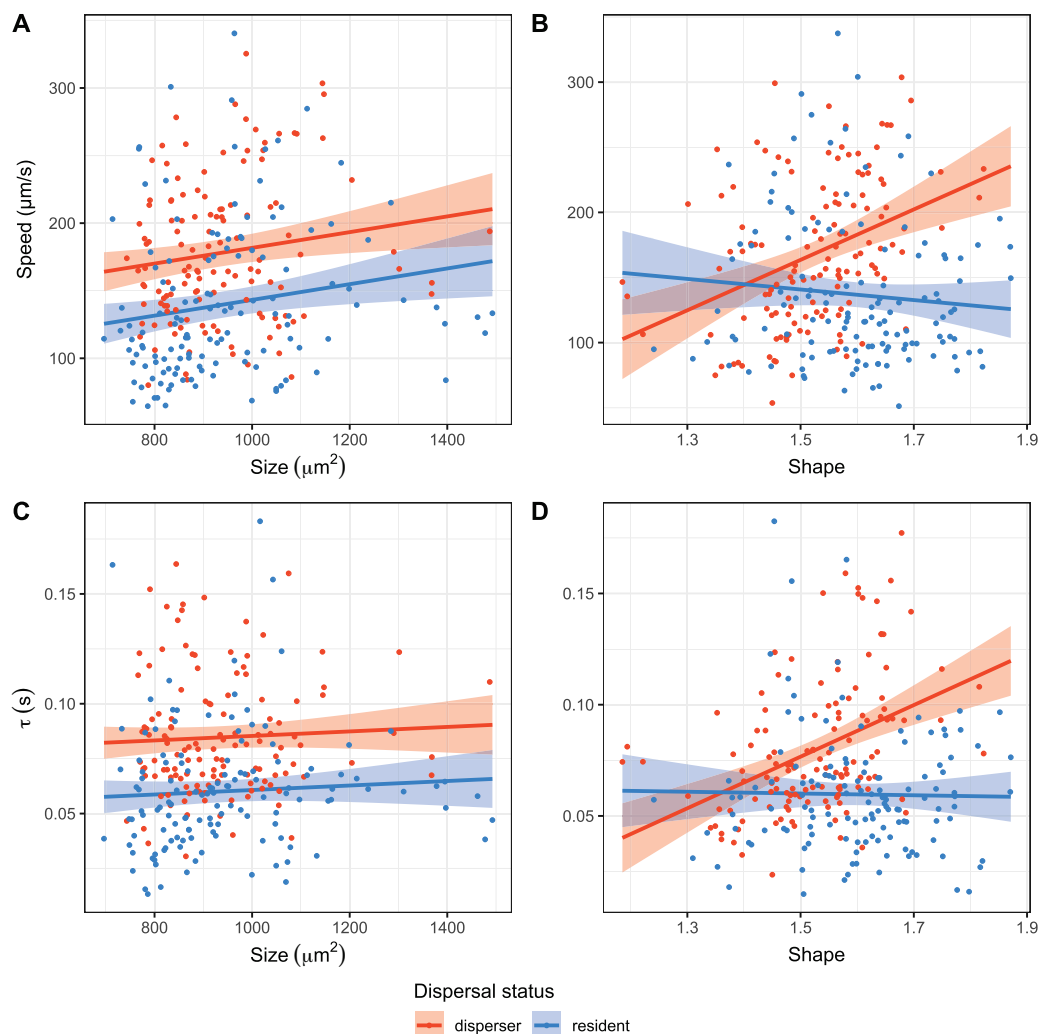 A
B
Speed (μm/s)
300
200
100
300
200
100
800
1000
1200
1400
1.3
1.5
1.7
1.9
Size (μm²)
Shape
C
D
τ (s)
0.15
0.10
0.05
0.15
0.10
0.05
800
1000
1200
1400
1.3
1.5
1.7
1.9
Size (μm²)
Shape
Dispersal status
disperser
resident